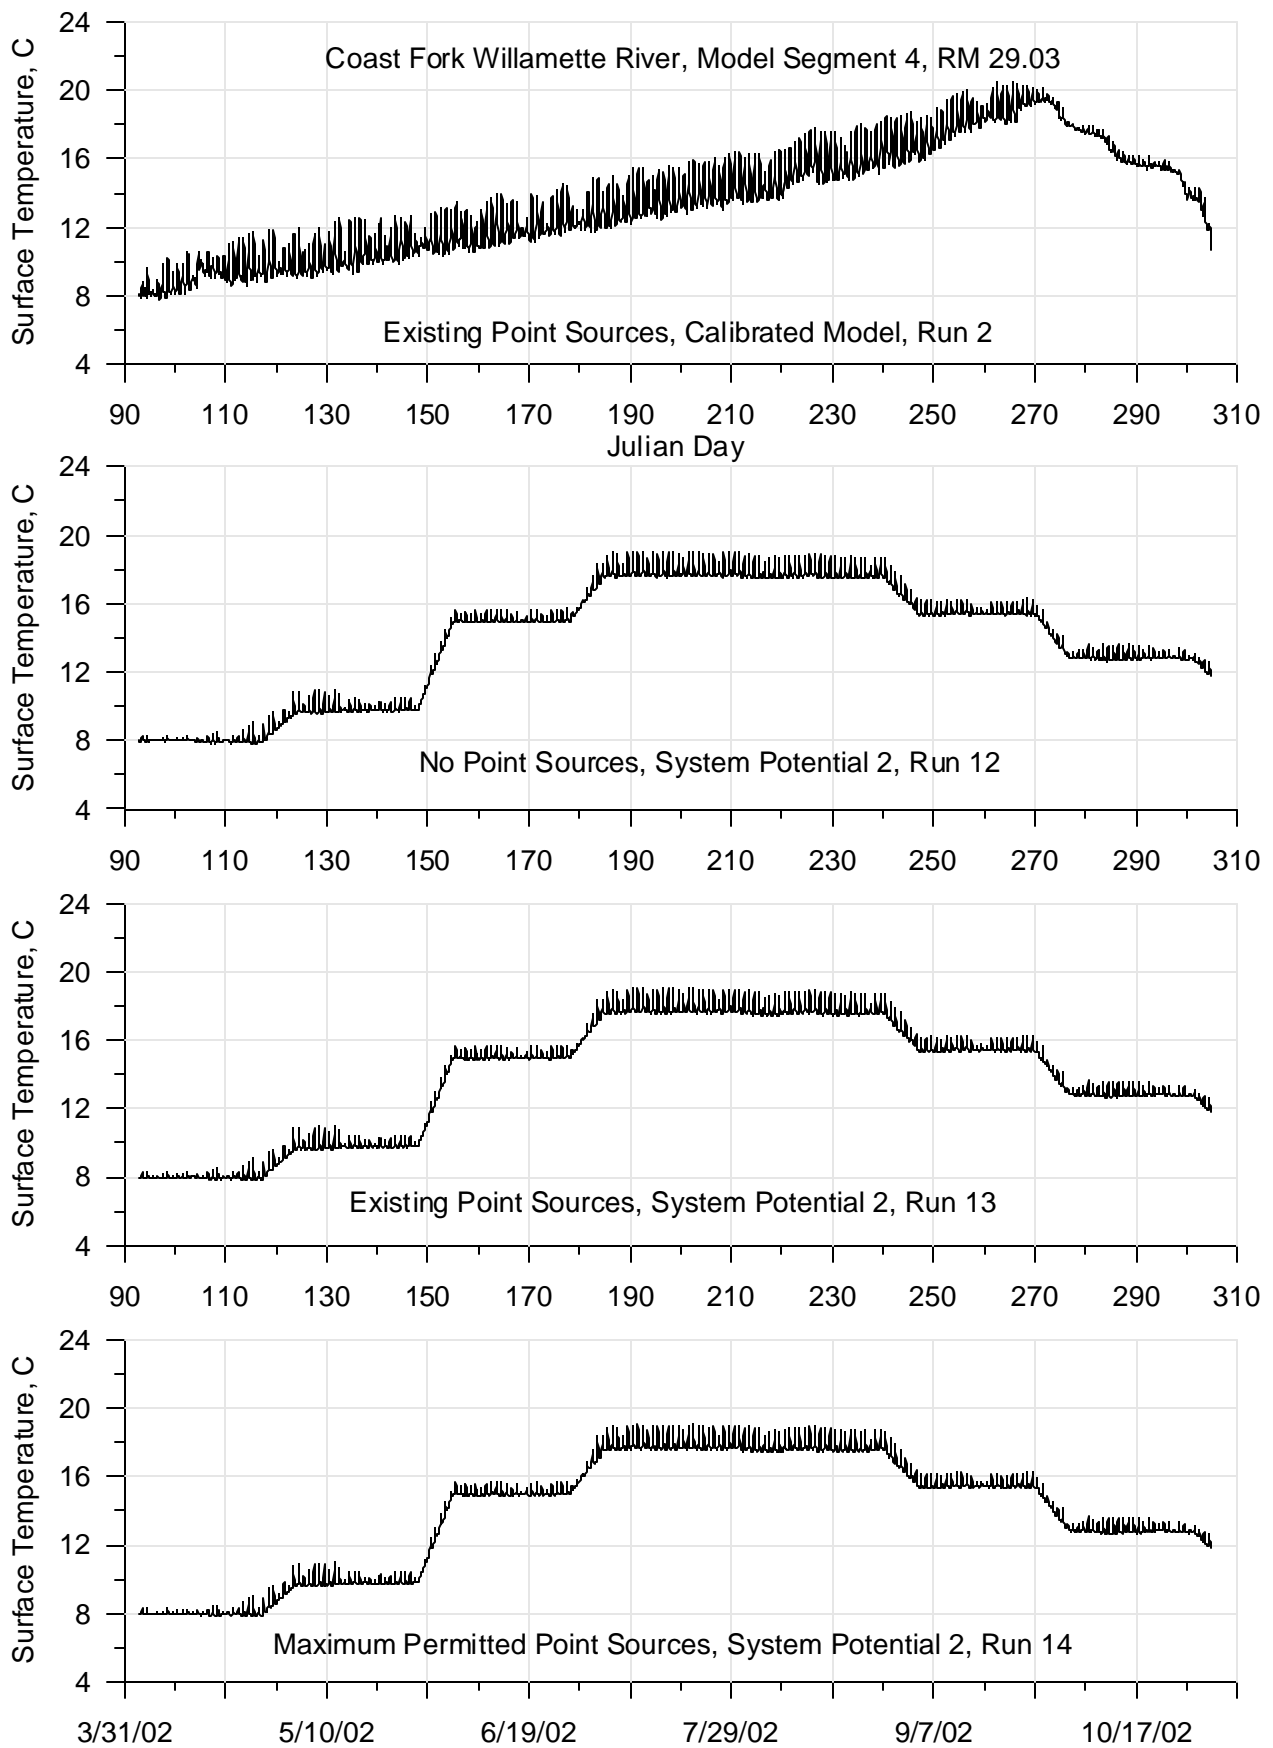 Coast Fork Willamette River, Model Segment 4, RM 29.03
Surface Temperature, C
24
20
16
12
8
4
Existing Point Sources, Calibrated Model, Run 2
90 110 130 150 170 190 210 230 250 270 290 310
Julian Day
Surface Temperature, C
24
20
16
12
8
4
No Point Sources, System Potential 2, Run 12
90 110 130 150 170 190 210 230 250 270 290 310
Surface Temperature, C
24
20
16
12
8
4
Existing Point Sources, System Potential 2, Run 13
90 110 130 150 170 190 210 230 250 270 290 310
Surface Temperature, C
24
20
16
12
8
4
Maximum Permitted Point Sources, System Potential 2, Run 14
3/31/02 5/10/02 6/19/02 7/29/02 9/7/02 10/17/02